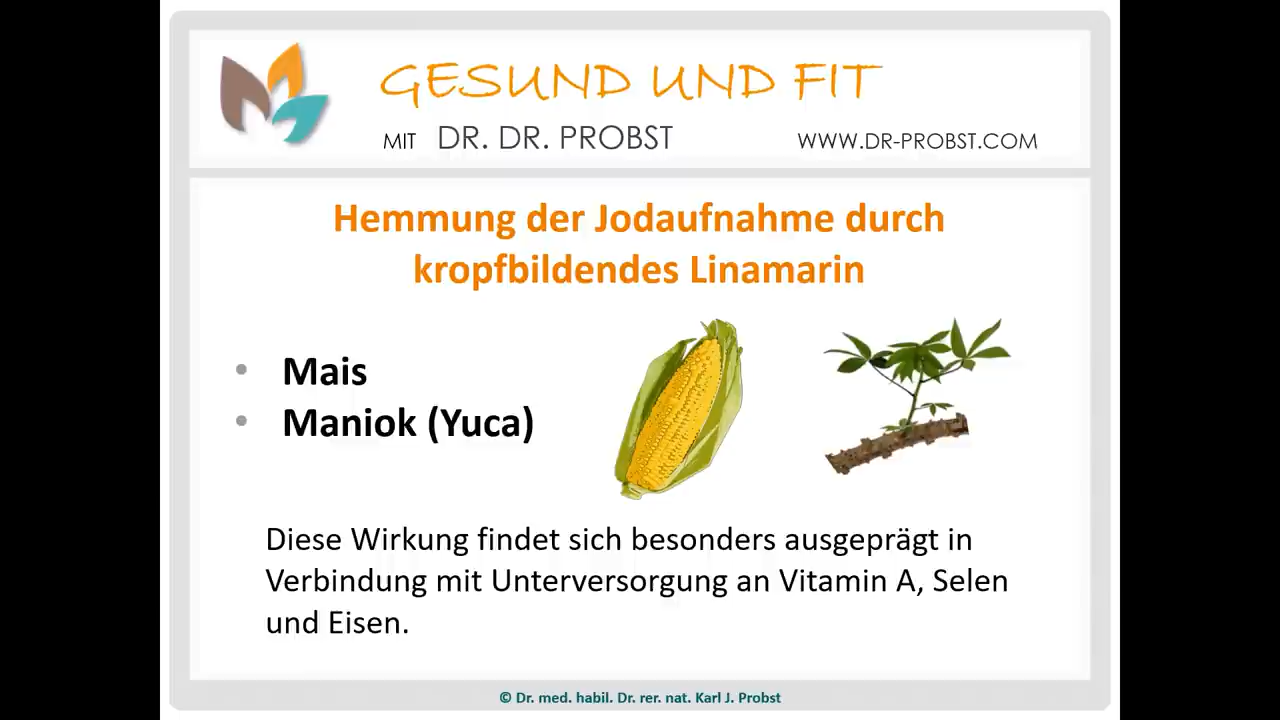 GESUND UND FIT
MIT DR. DR. PROBST WWW.DR-PROBST.COM
Hemmung der Jodaufnahme durch
kropfbildendes Linamarin
• Mais
• Maniok (Yuca)
Diese Wirkung findet sich besonders ausgeprägt in
Verbindung mit Unterversorgung an Vitamin A, Selen
und Eisen.
© Dr. med. habil. Dr. rer. nat. Karl J. Probst